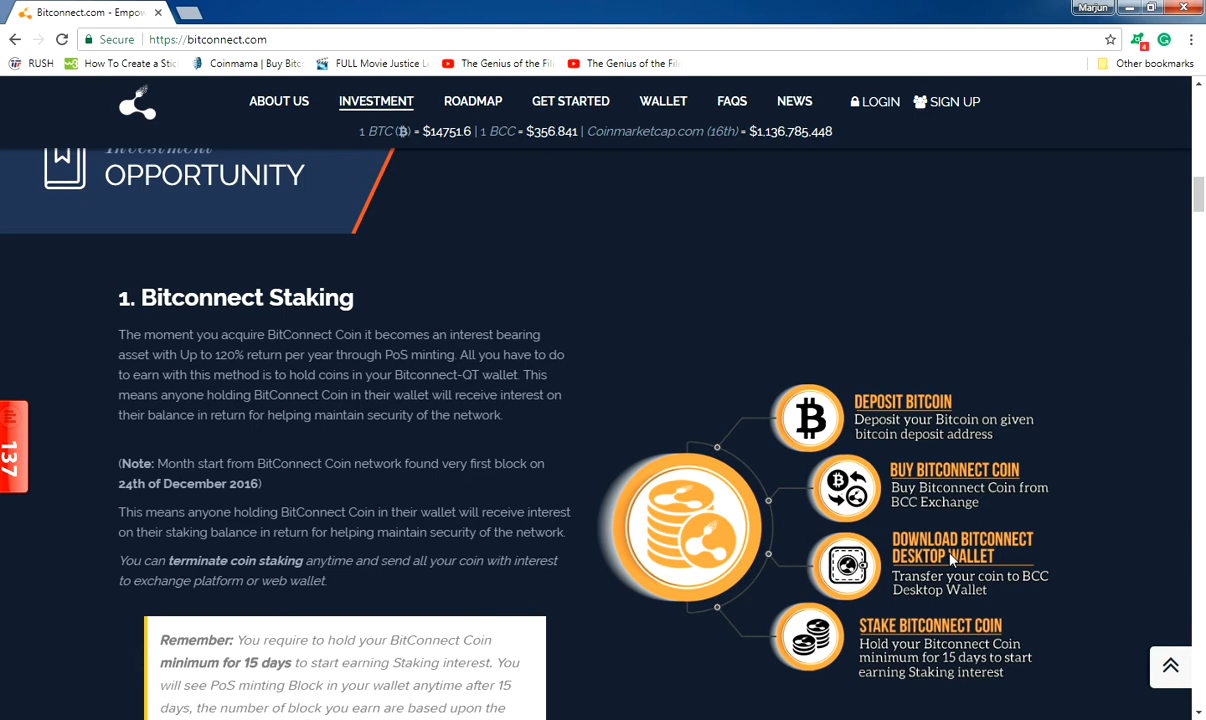 Bitconnect.com - Empow
Marjun
Secure
https://bitconnect.com
4
RUSH
How To Create a Stic
Coinmama | Buy Bitc
FULL Movie Justice Le
The Genius of the Fil
The Genius of the Fil
Other bookmarks
ABOUT US
INVESTMENT
ROADMAP
GET STARTED
WALLET
FAQS
NEWS
LOGIN
SIGN UP
1 BTC (₿) = $14751.6 | 1 BCC = $356.841 | Coinmarketcap.com (16th) = $1,136,785,448
Investment
OPPORTUNITY
1. Bitconnect Staking
The moment you acquire BitConnect Coin it becomes an interest bearing
asset with Up to 120% return per year through PoS minting. All you have to do
to earn with this method is to hold coins in your Bitconnect-QT wallet. This
means anyone holding BitConnect Coin in their wallet will receive interest on
their balance in return for helping maintain security of the network.
(Note: Month start from BitConnect Coin network found very first block on
24th of December 2016)
This means anyone holding BitConnect Coin in their wallet will receive interest
on their staking balance in return for helping maintain security of the network.
You can terminate coin staking anytime and send all your coin with interest
to exchange platform or web wallet.
Remember: You require to hold your BitConnect Coin
minimum for 15 days to start earning Staking interest. You
will see PoS minting Block in your wallet anytime after 15
days, the number of block you earn are based upon the
DEPOSIT BITCOIN
Deposit your Bitcoin on given
bitcoin deposit address
BUY BITCONNECT COIN
Buy Bitconnect Coin from
BCC Exchange
DOWNLOAD BITCONNECT
DESKTOP WALLET
Transfer your coin to BCC
Desktop Wallet
STAKE BITCONNECT COIN
Hold your Bitconnect Coin
minimum for 15 days to start
earning Staking interest
137